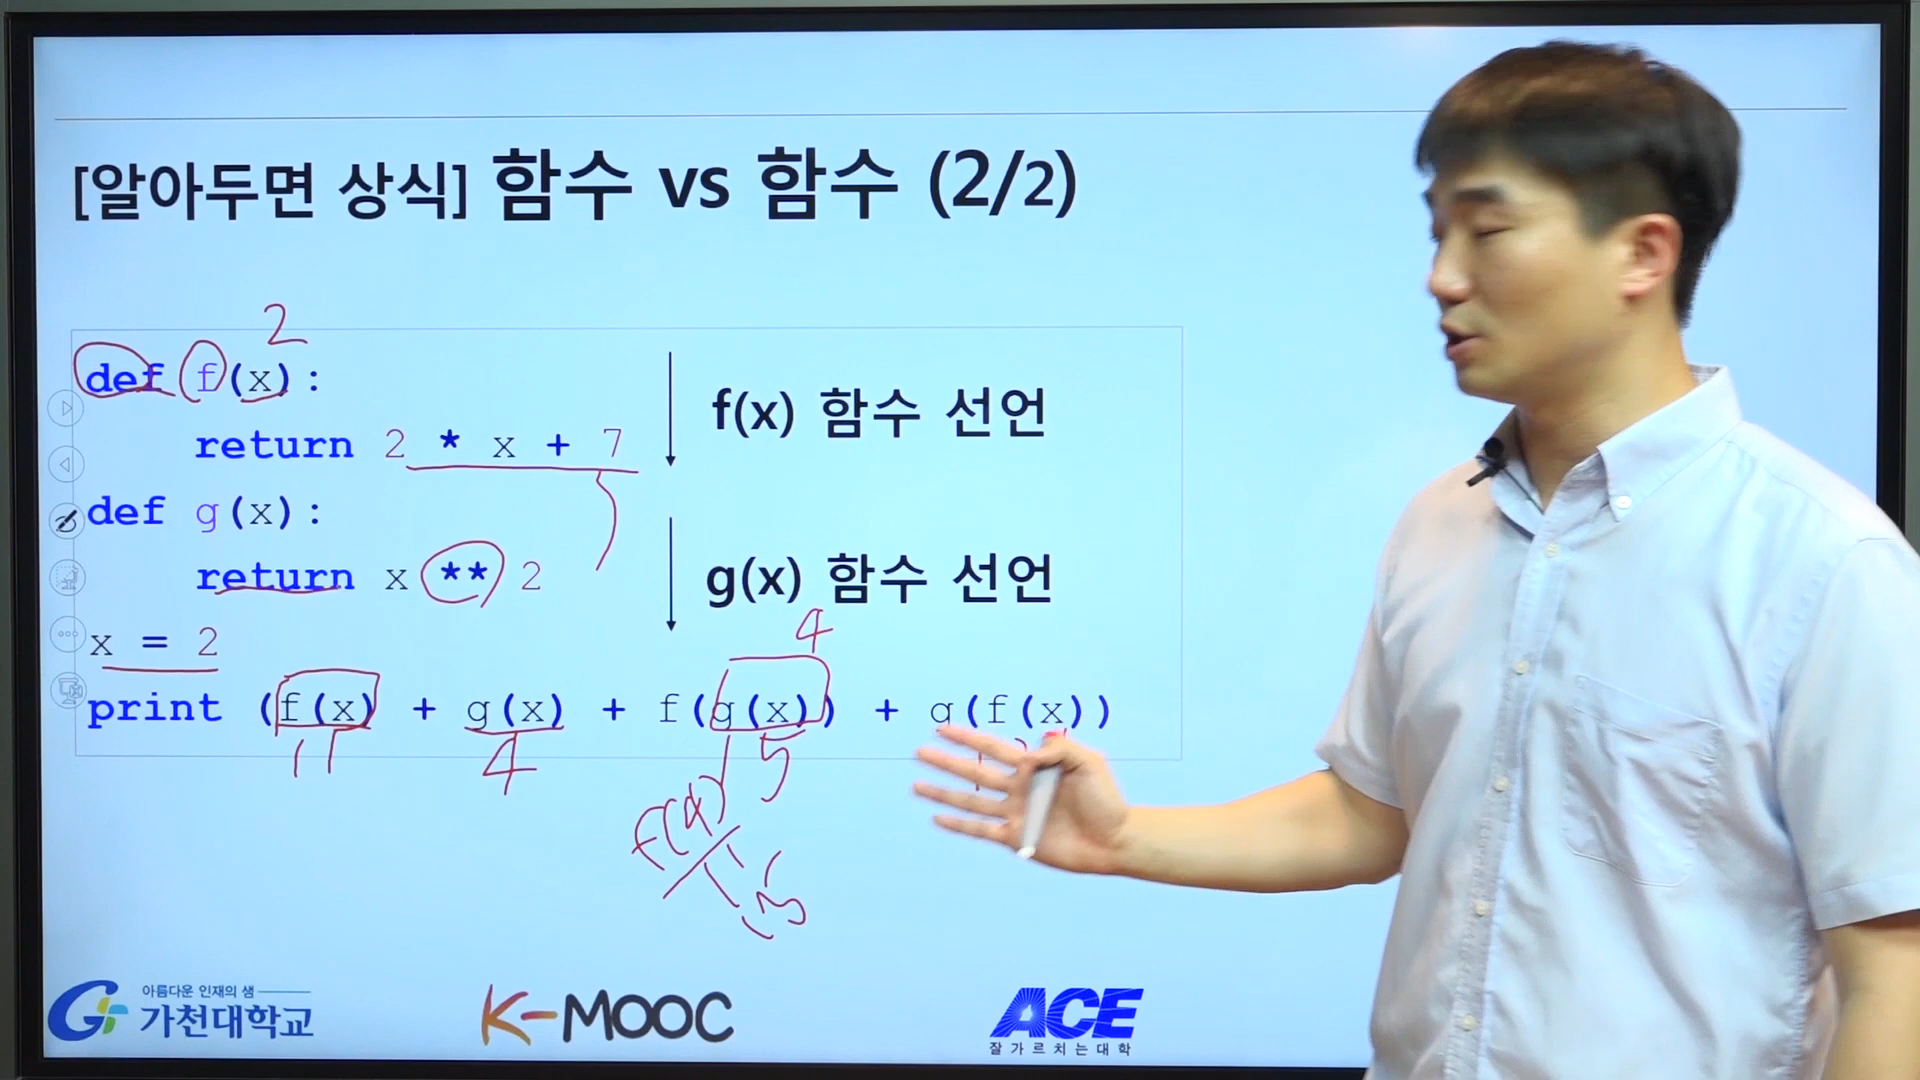 [알아두면 상식] 함수 vs 함수 (2/2)
2
def f(x):
return 2 * x + 7
f(x) 함수 선언
def g(x):
return x ** 2
g(x) 함수 선언
4
x = 2
print (f(x) + g(x) + f(g(x)) + g(f(x))
11 4 15
f(4)
15
아름다운 인재의 샘
가천대학교
K-MOOC
ACE
잘가르치는대학